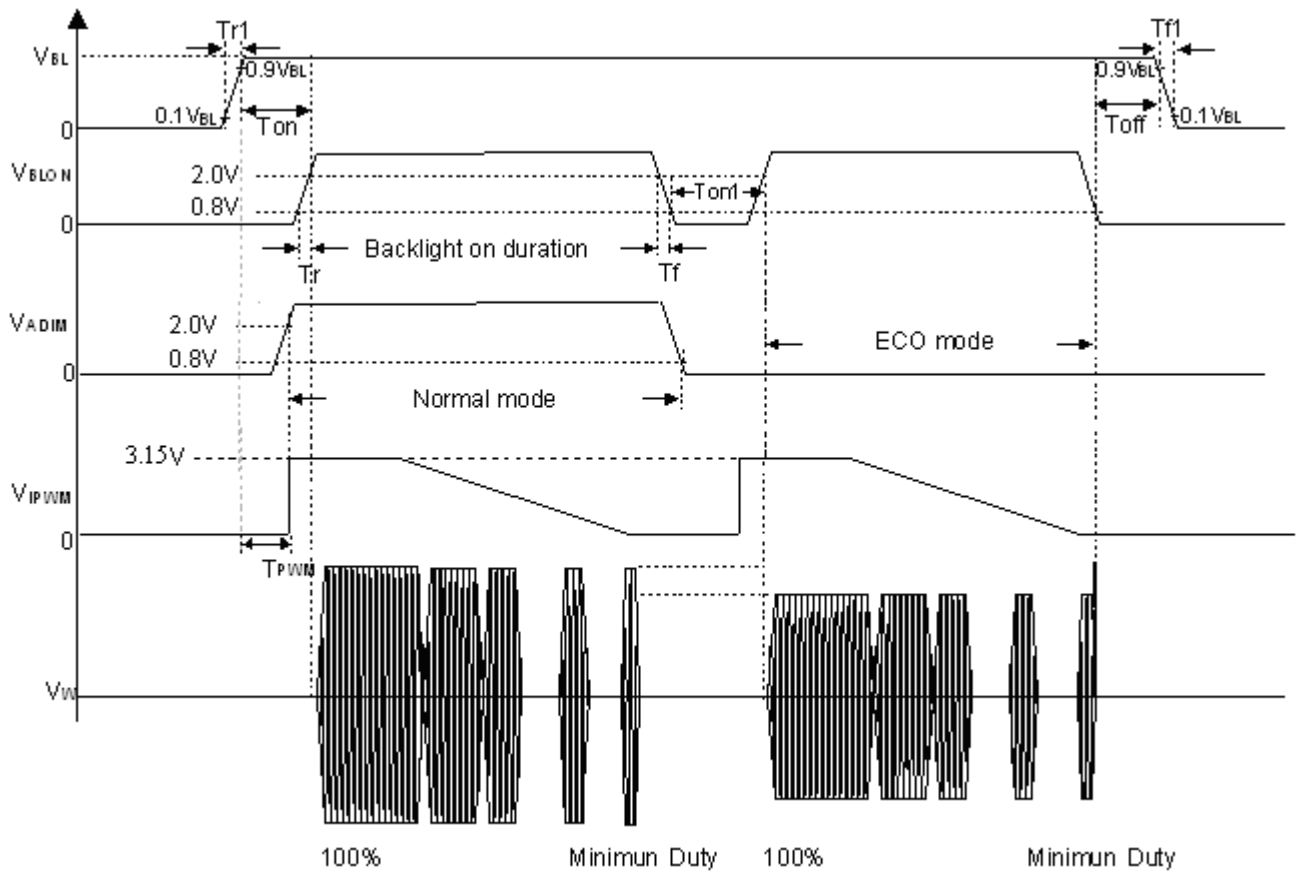 Tr1
Tf1
VBL
0.9VBL
0.9VBL
0.1VBL
Ton
Toff
0.1VBL
0
VBLON
2.0V
Ton1
0.8V
0
Backlight on duration
Tr
Tf
VADIM
2.0V
0.8V
ECO mode
0
Normal mode
3.15V
VIPWM
0
TPWM
VW
100%
Minimun Duty
100%
Minimun Duty